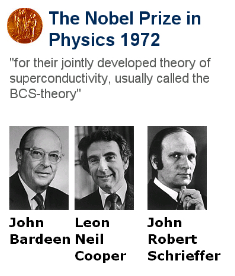 The Nobel Prize in
Physics 1972
"for their jointly developed theory of
superconductivity, usually called the
BCS-theory"
John
Bardeen
Leon
Neil
Cooper
John
Robert
Schrieffer